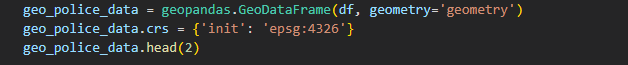 geo_police_data = geopandas.GeoDataFrame(df, geometry='geometry')
geo_police_data.crs = {'init': 'epsg:4326'}
geo_police_data.head(2)